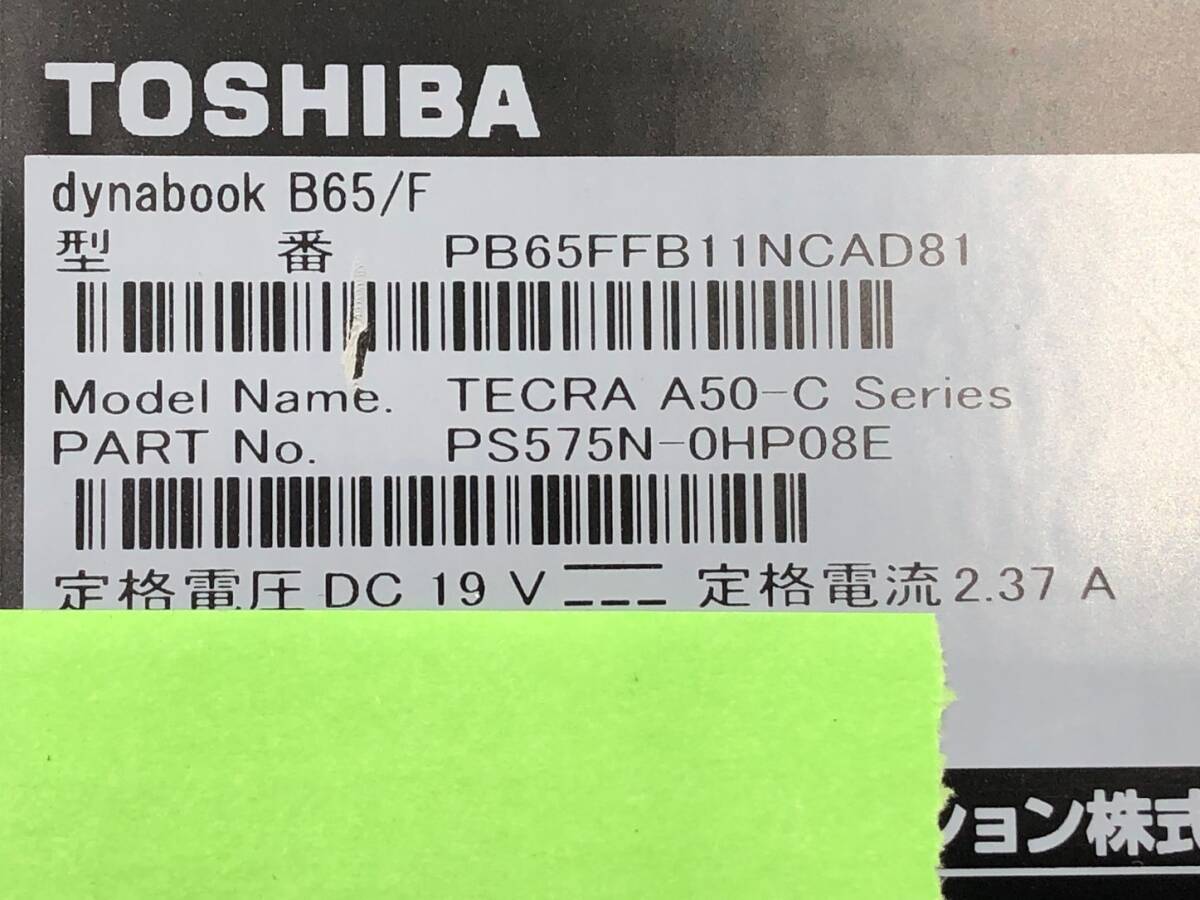 TOSHIBA
dynabook B65/F
型番 PB65FFB11NCAD81
Model Name. TECRA A50-C Series
PART No. PS575N-0HP08E
定格電圧 DC 19 V 定格電流 2.37 A
ション株式